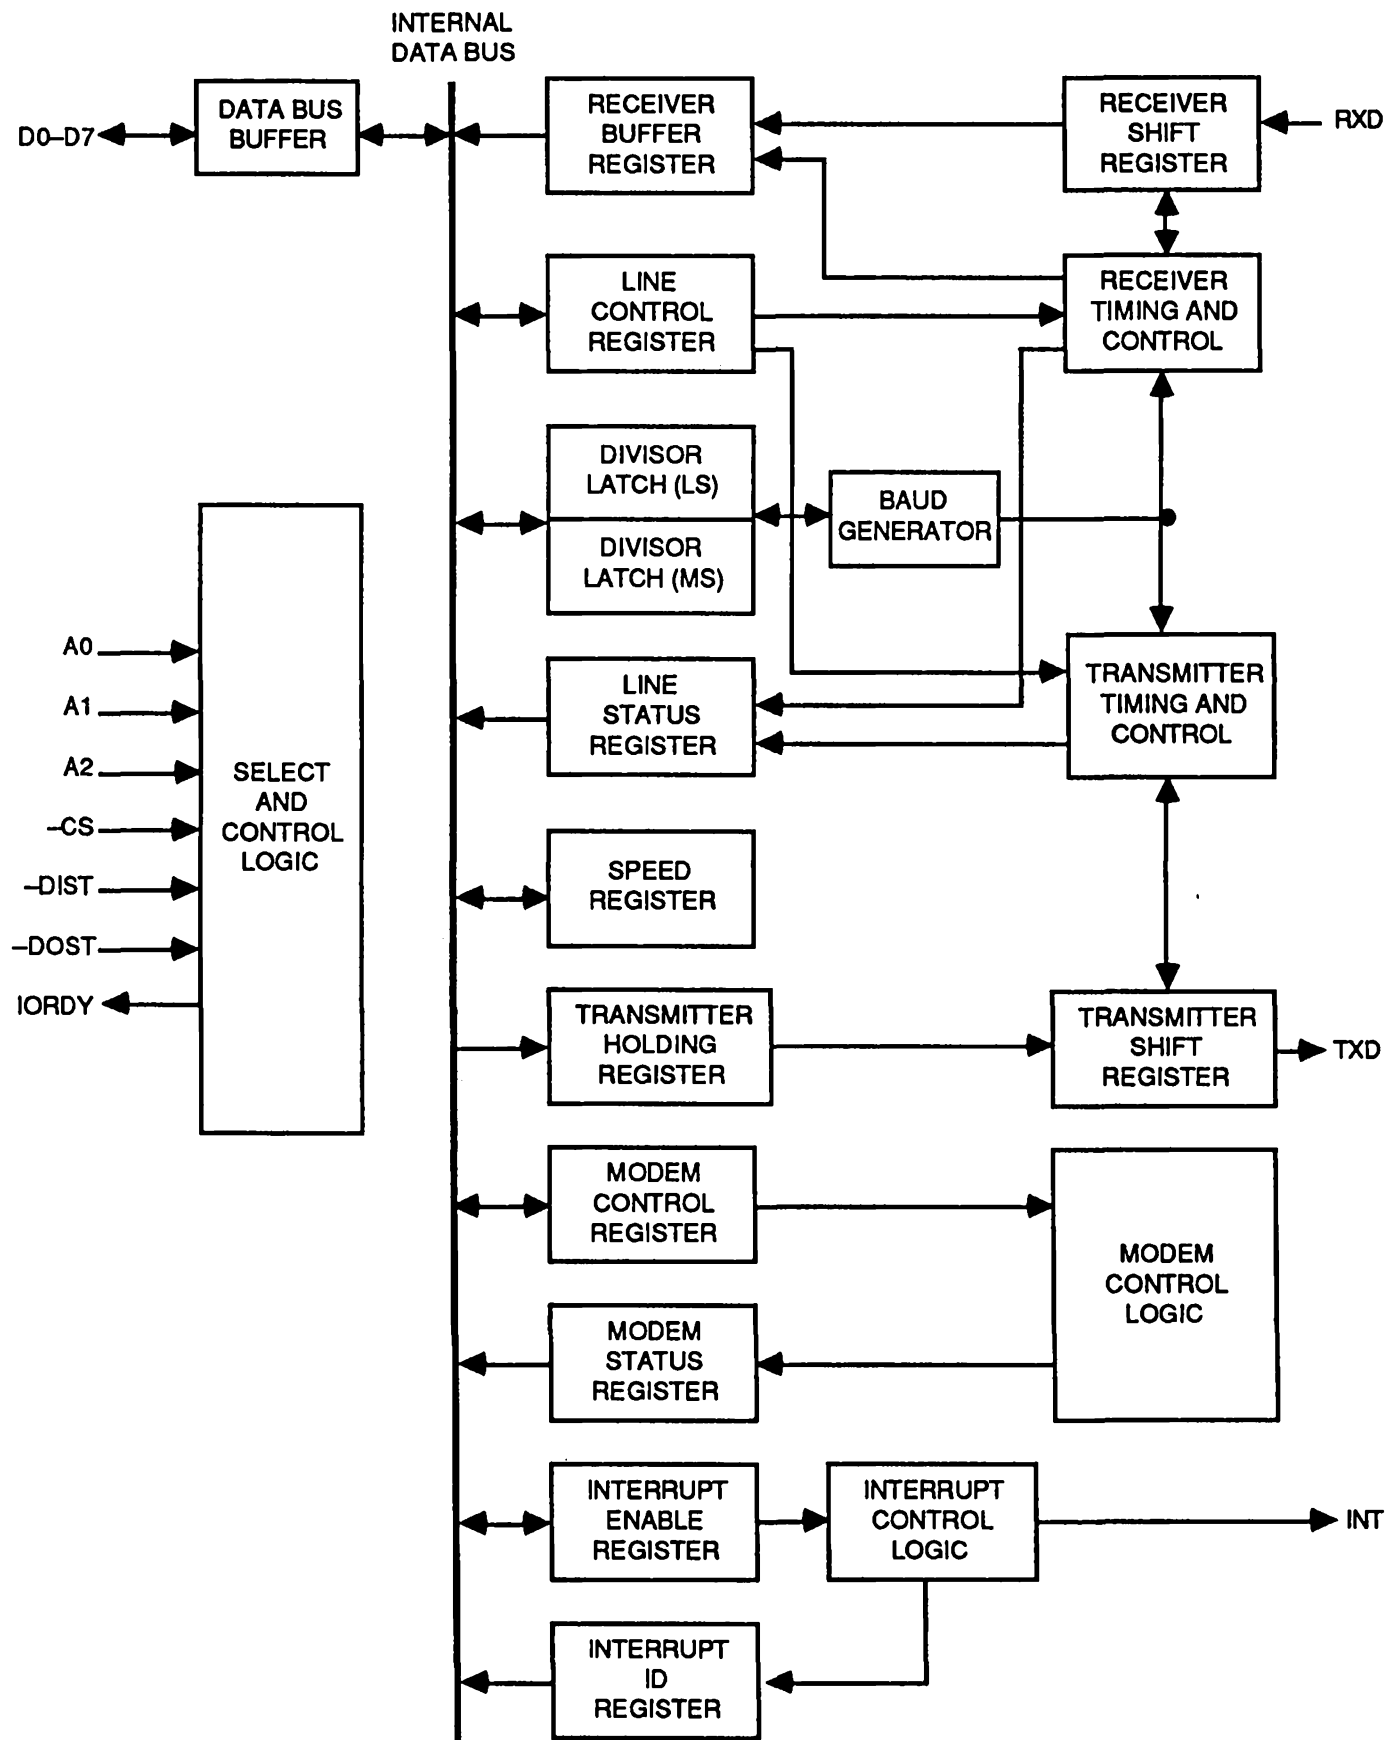 INTERNAL
DATA BUS
D0–D7
DATA BUS
BUFFER
RECEIVER
BUFFER
REGISTER
RECEIVER
SHIFT
REGISTER
RXD
LINE
CONTROL
REGISTER
RECEIVER
TIMING AND
CONTROL
DIVISOR
LATCH (LS)
DIVISOR
LATCH (MS)
BAUD
GENERATOR
A0
A1
A2
–CS
–DIST
–DOST
IORDY
SELECT
AND
CONTROL
LOGIC
LINE
STATUS
REGISTER
TRANSMITTER
TIMING AND
CONTROL
SPEED
REGISTER
TRANSMITTER
HOLDING
REGISTER
TRANSMITTER
SHIFT
REGISTER
TXD
MODEM
CONTROL
REGISTER
MODEM
CONTROL
LOGIC
MODEM
STATUS
REGISTER
INTERRUPT
ENABLE
REGISTER
INTERRUPT
CONTROL
LOGIC
INT
INTERRUPT
ID
REGISTER